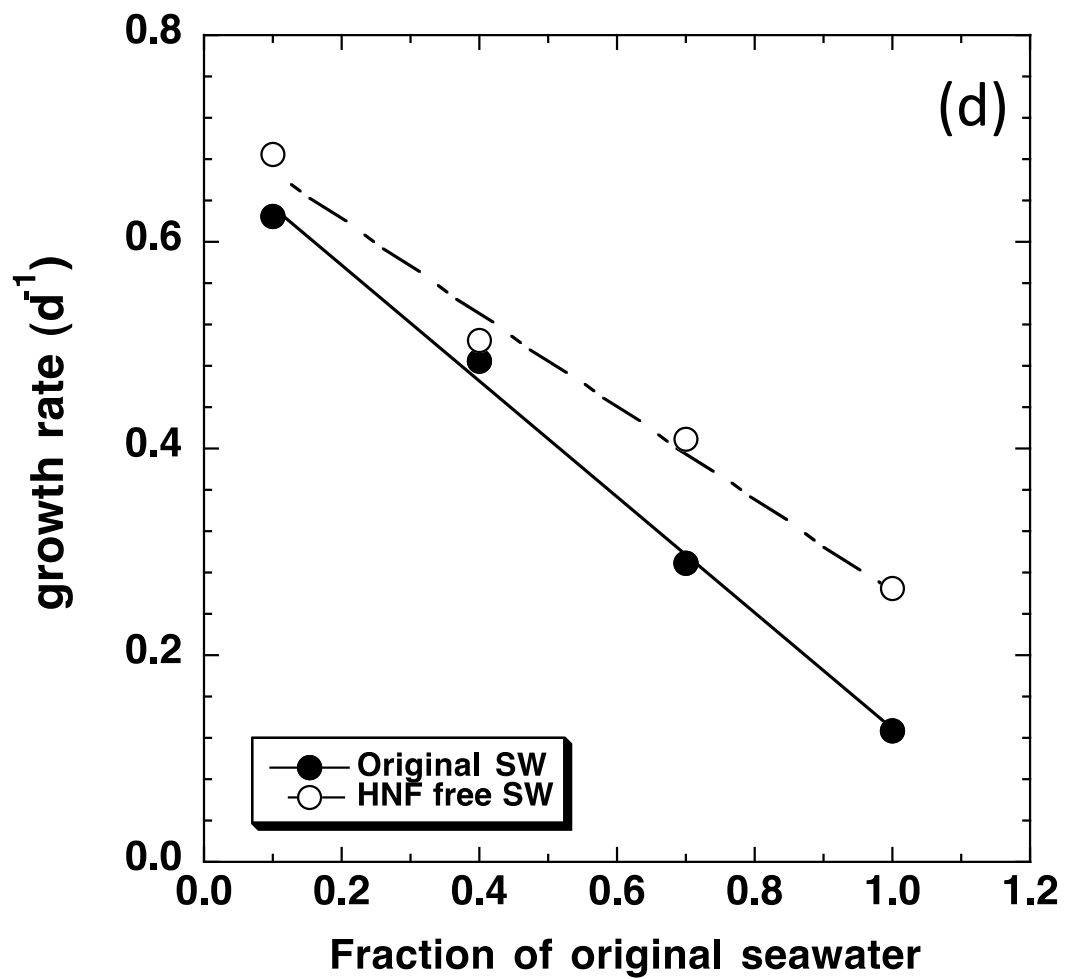 0.8
(d)
0.6
0.4
0.2
0.0
growth rate (d-1)
Original SW
HNF free SW
0.0 0.2 0.4 0.6 0.8 1.0 1.2
Fraction of original seawater